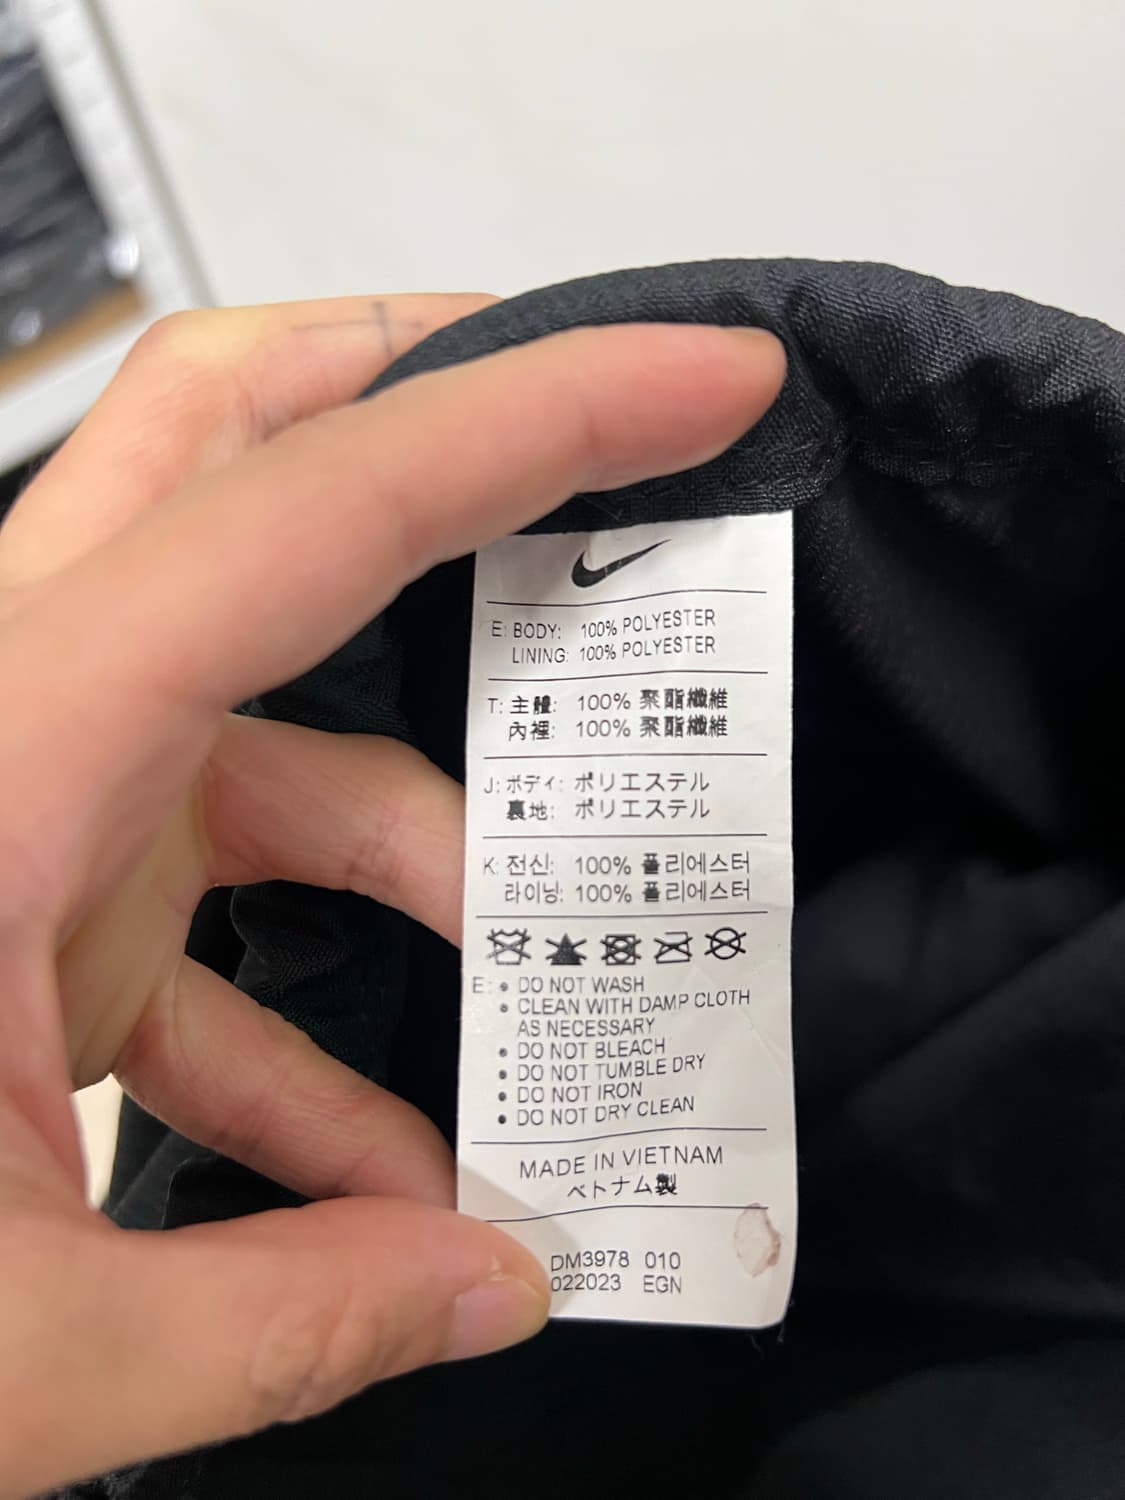 E: BODY: 100% POLYESTER
LINING: 100% POLYESTER
T: 主體: 100% 聚酯纖維
內裡: 100% 聚酯纖維
J: ボディ: ポリエステル
裏地: ポリエステル
K: 전신: 100% 폴리에스터
라이닝: 100% 폴리에스터
E: • DO NOT WASH
• CLEAN WITH DAMP CLOTH
AS NECESSARY
• DO NOT BLEACH
• DO NOT TUMBLE DRY
• DO NOT IRON
• DO NOT DRY CLEAN
MADE IN VIETNAM
ベトナム製
DM3978 010
022023 EGN